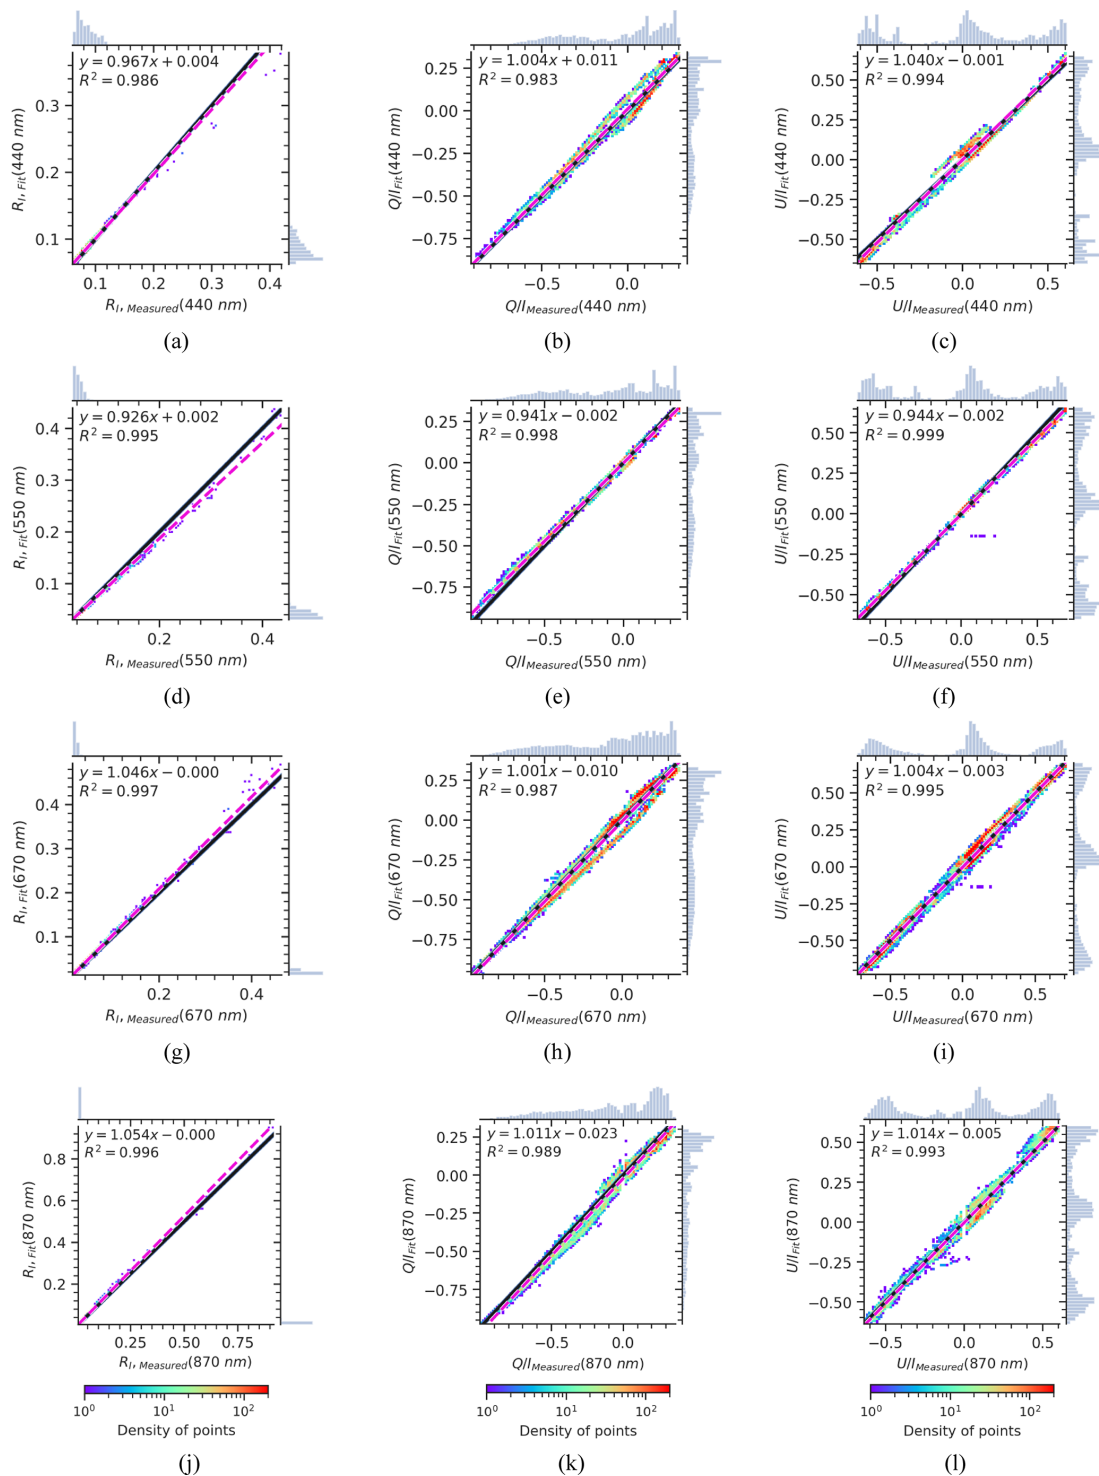 y = 0.967x + 0.004
R² = 0.986
0.3
0.2
0.1
R_I, Fit(440 nm)
0.1 0.2 0.3 0.4
R_I, Measured(440 nm)
(a)
y = 1.004x + 0.011
R² = 0.983
0.25
0.00
−0.25
−0.50
−0.75
Q/I_Fit(440 nm)
−0.5 0.0
Q/I_Measured(440 nm)
(b)
y = 1.040x − 0.001
R² = 0.994
0.50
0.25
0.00
−0.25
−0.50
U/I_Fit(440 nm)
−0.5 0.0 0.5
U/I_Measured(440 nm)
(c)
y = 0.926x + 0.002
R² = 0.995
0.4
0.3
0.2
0.1
R_I, Fit(550 nm)
0.2 0.4
R_I, Measured(550 nm)
(d)
y = 0.941x − 0.002
R² = 0.998
0.25
0.00
−0.25
−0.50
−0.75
Q/I_Fit(550 nm)
−0.5 0.0
Q/I_Measured(550 nm)
(e)
y = 0.944x − 0.002
R² = 0.999
0.50
0.25
0.00
−0.25
−0.50
U/I_Fit(550 nm)
−0.5 0.0 0.5
U/I_Measured(550 nm)
(f)
y = 1.046x − 0.000
R² = 0.997
0.4
0.3
0.2
0.1
R_I, Fit(670 nm)
0.2 0.4
R_I, Measured(670 nm)
(g)
y = 1.001x − 0.010
R² = 0.987
0.25
0.00
−0.25
−0.50
−0.75
Q/I_Fit(670 nm)
−0.5 0.0
Q/I_Measured(670 nm)
(h)
y = 1.004x − 0.003
R² = 0.995
0.50
0.25
0.00
−0.25
−0.50
U/I_Fit(670 nm)
−0.5 0.0 0.5
U/I_Measured(670 nm)
(i)
y = 1.054x − 0.000
R² = 0.996
0.8
0.6
0.4
0.2
R_I, Fit(870 nm)
0.25 0.50 0.75
R_I, Measured(870 nm)
10⁰ 10¹ 10²
Density of points
(j)
y = 1.011x − 0.023
R² = 0.989
0.25
0.00
−0.25
−0.50
−0.75
Q/I_Fit(870 nm)
−0.5 0.0
Q/I_Measured(870 nm)
10⁰ 10¹ 10²
Density of points
(k)
y = 1.014x − 0.005
R² = 0.993
0.50
0.25
0.00
−0.25
−0.50
U/I_Fit(870 nm)
−0.5 0.0 0.5
U/I_Measured(870 nm)
10⁰ 10¹ 10²
Density of points
(l)